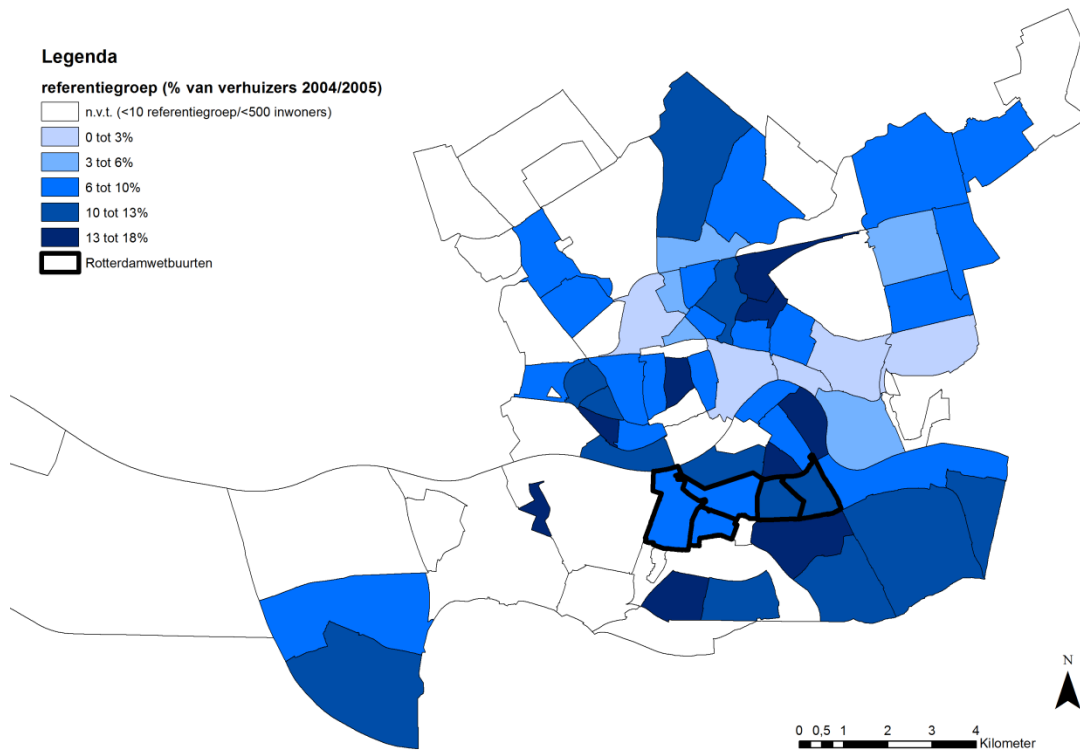 Legenda
referentiegroep (% van verhuizers 2004/2005)
n.v.t. (<10 referentiegroep/<500 inwoners)
0 tot 3%
3 tot 6%
6 tot 10%
10 tot 13%
13 tot 18%
Rotterdamwetbuurten
N
0 0,5 1 2 3 4
Kilometer